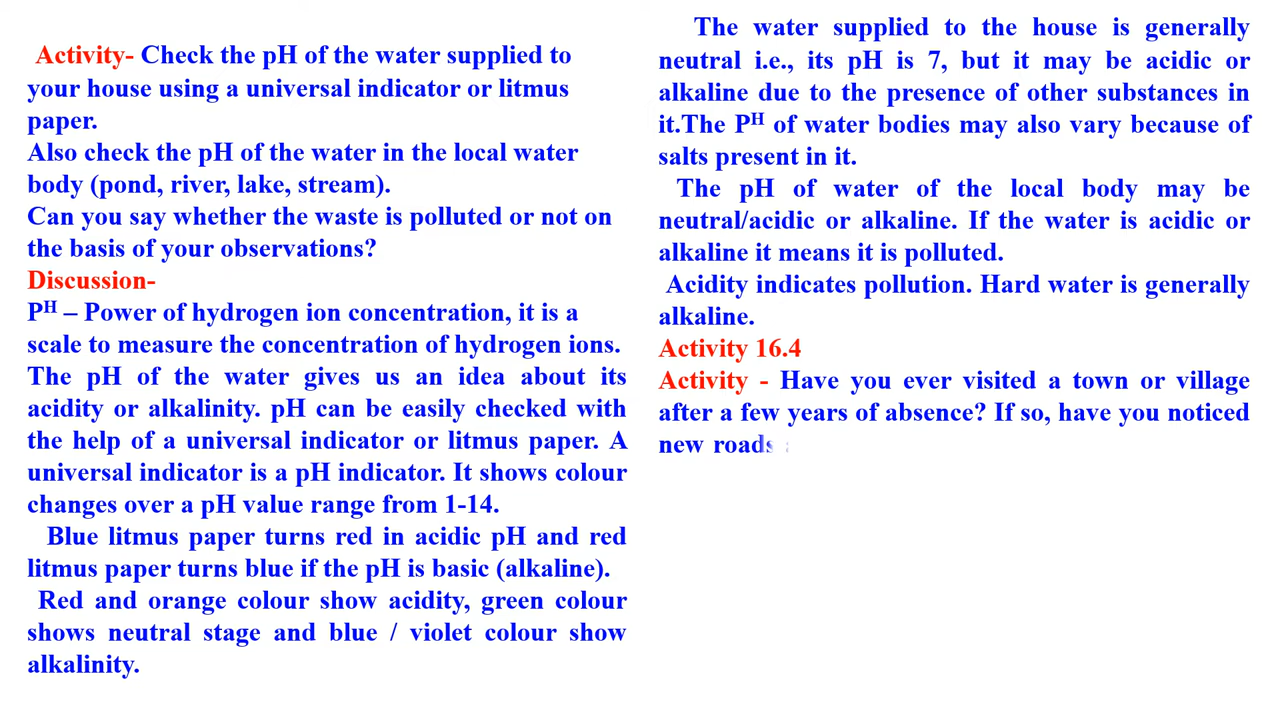 Activity- Check the pH of the water supplied to
your house using a universal indicator or litmus
paper.
Also check the pH of the water in the local water
body (pond, river, lake, stream).
Can you say whether the waste is polluted or not on
the basis of your observations?
Discussion-
Pᴴ – Power of hydrogen ion concentration, it is a
scale to measure the concentration of hydrogen ions.
The pH of the water gives us an idea about its
acidity or alkalinity. pH can be easily checked with
the help of a universal indicator or litmus paper. A
universal indicator is a pH indicator. It shows colour
changes over a pH value range from 1-14.
Blue litmus paper turns red in acidic pH and red
litmus paper turns blue if the pH is basic (alkaline).
Red and orange colour show acidity, green colour
shows neutral stage and blue / violet colour show
alkalinity.
The water supplied to the house is generally
neutral i.e., its pH is 7, but it may be acidic or
alkaline due to the presence of other substances in
it.The Pᴴ of water bodies may also vary because of
salts present in it.
The pH of water of the local body may be
neutral/acidic or alkaline. If the water is acidic or
alkaline it means it is polluted.
Acidity indicates pollution. Hard water is generally
alkaline.
Activity 16.4
Activity - Have you ever visited a town or village
after a few years of absence? If so, have you noticed
new roads